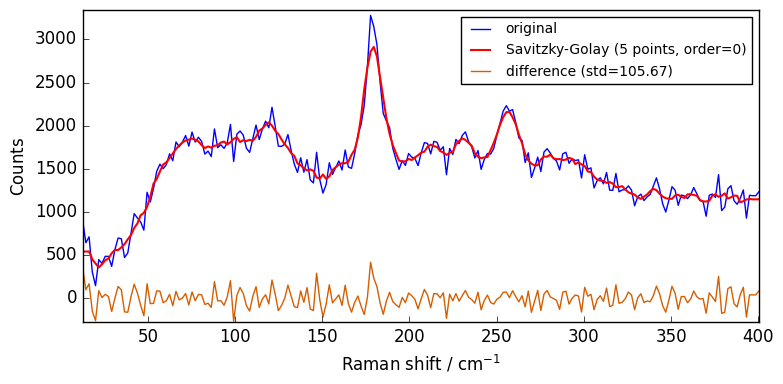 original
Savitzky-Golay (5 points, order=0)
difference (std=105.67)
Counts
3000
2500
2000
1500
1000
500
0
50 100 150 200 250 300 350 400
Raman shift / cm⁻¹